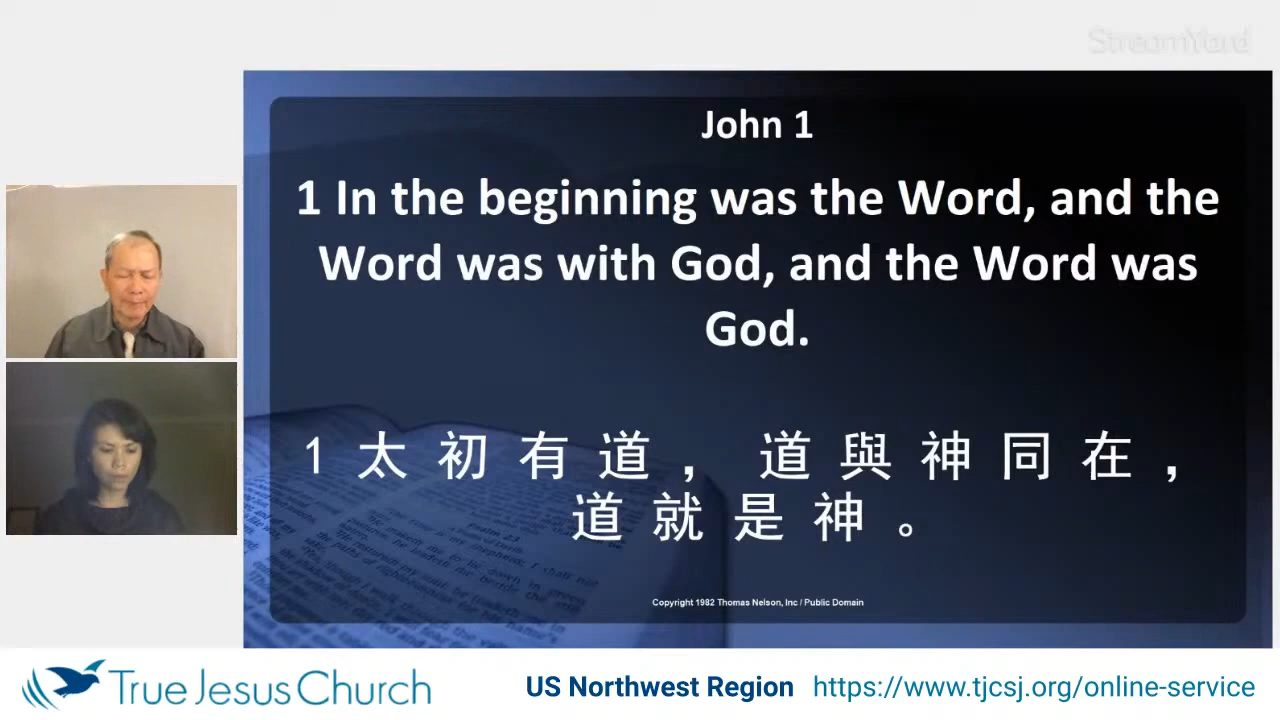 StreamYard
John 1
1 In the beginning was the Word, and the
Word was with God, and the Word was
God.
1 太 初 有 道 ， 道 與 神 同 在 ，
道 就 是 神 。
Copyright 1982 Thomas Nelson, Inc / Public Domain
True Jesus Church
US Northwest Region https://www.tjcsj.org/online-service